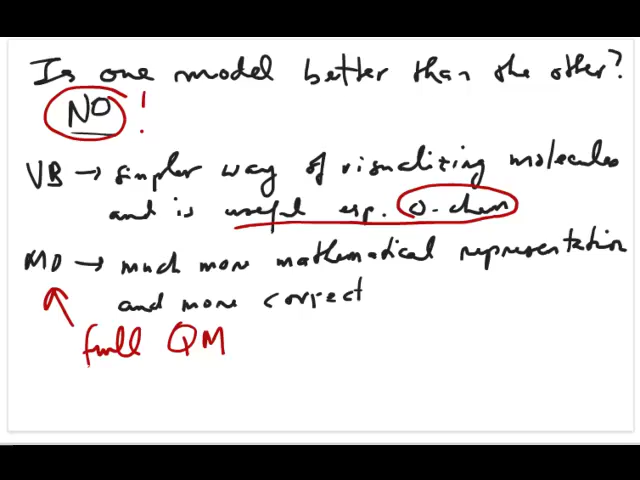 Is one model better than the other?
NO!
VB → simpler way of visualizing molecules
and is useful esp. O-chem
MO → much more mathematical representation
and more correct
full QM